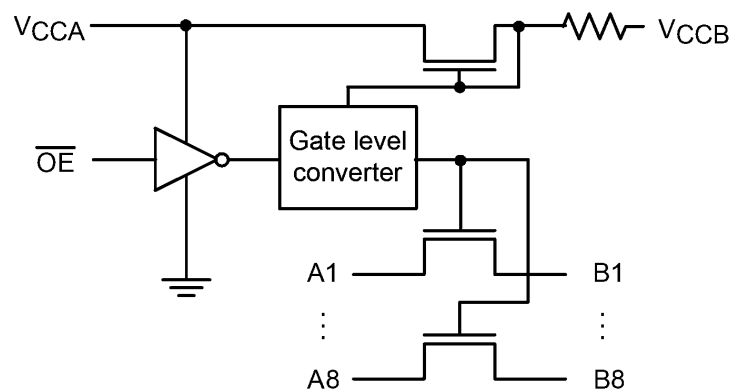 VCCA
VCCB
OE
Gate level
converter
A1
B1
⋮
⋮
A8
B8